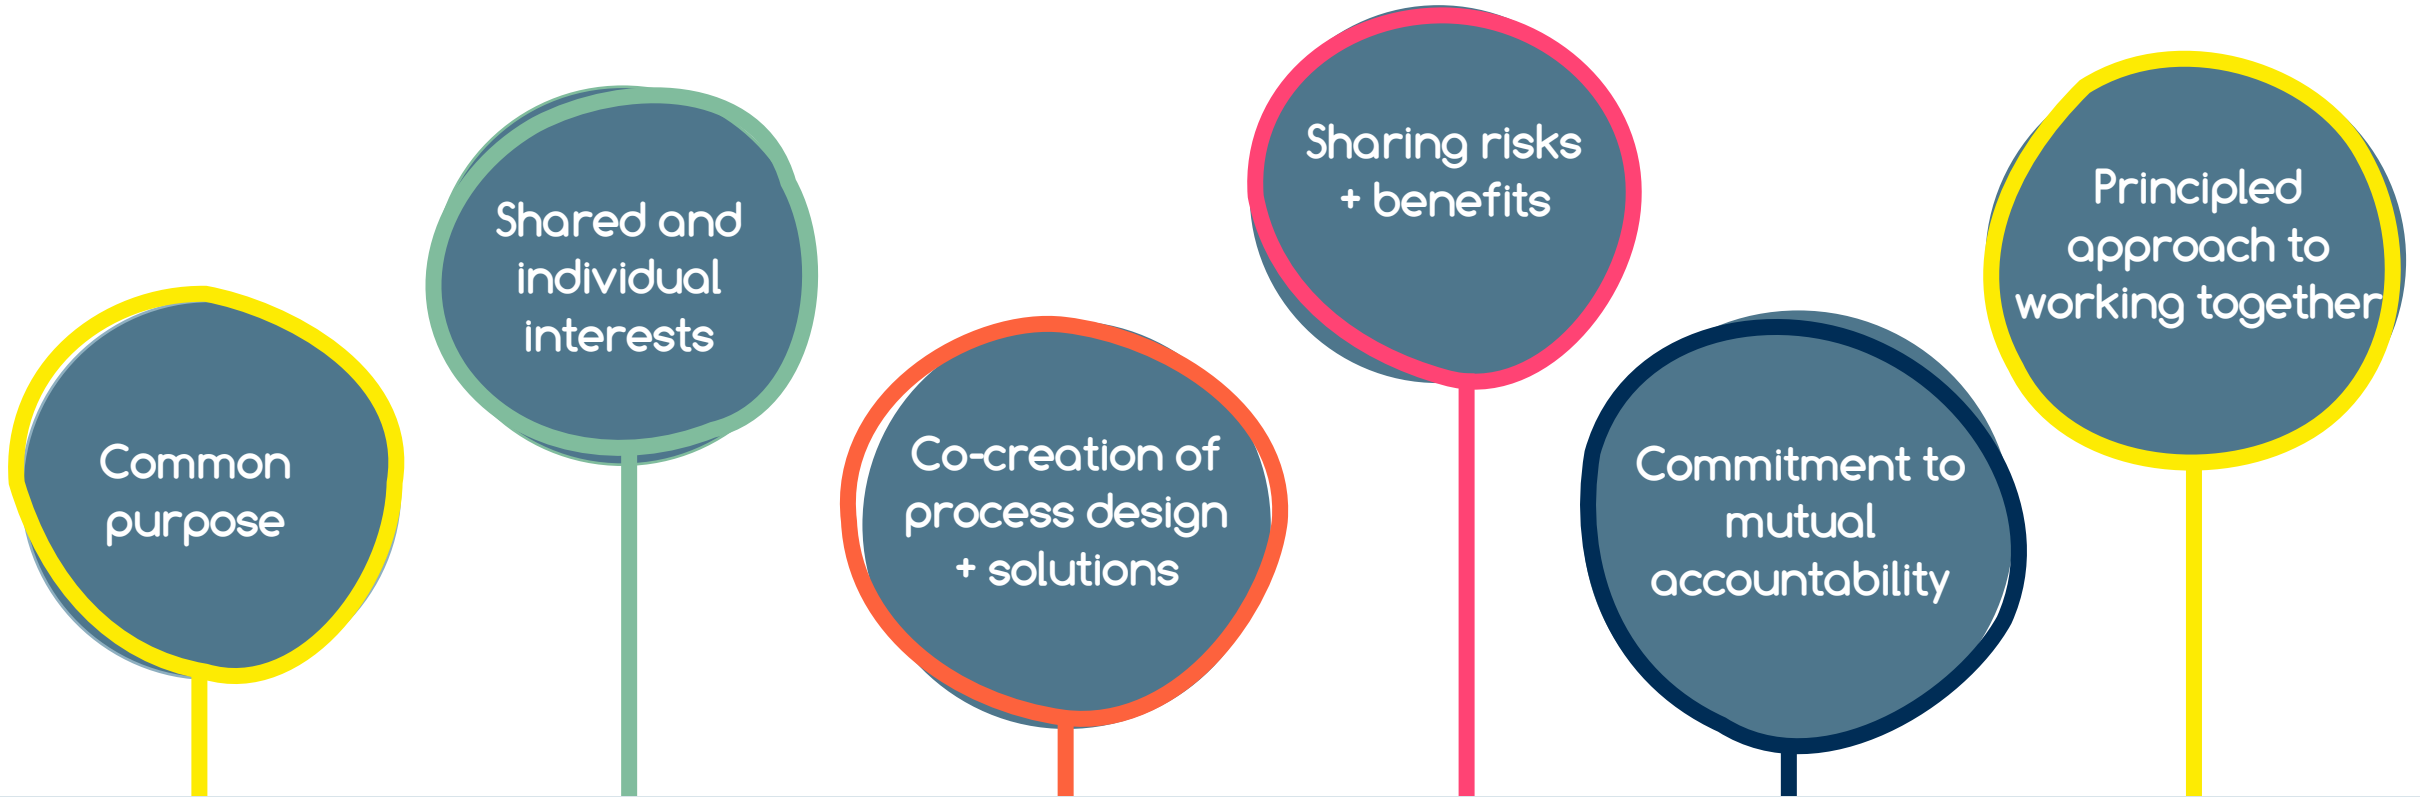 Common
purpose
Shared and
individual
interests
Co-creation of
process design
+ solutions
Sharing risks
+ benefits
Commitment to
mutual
accountability
Principled
approach to
working together